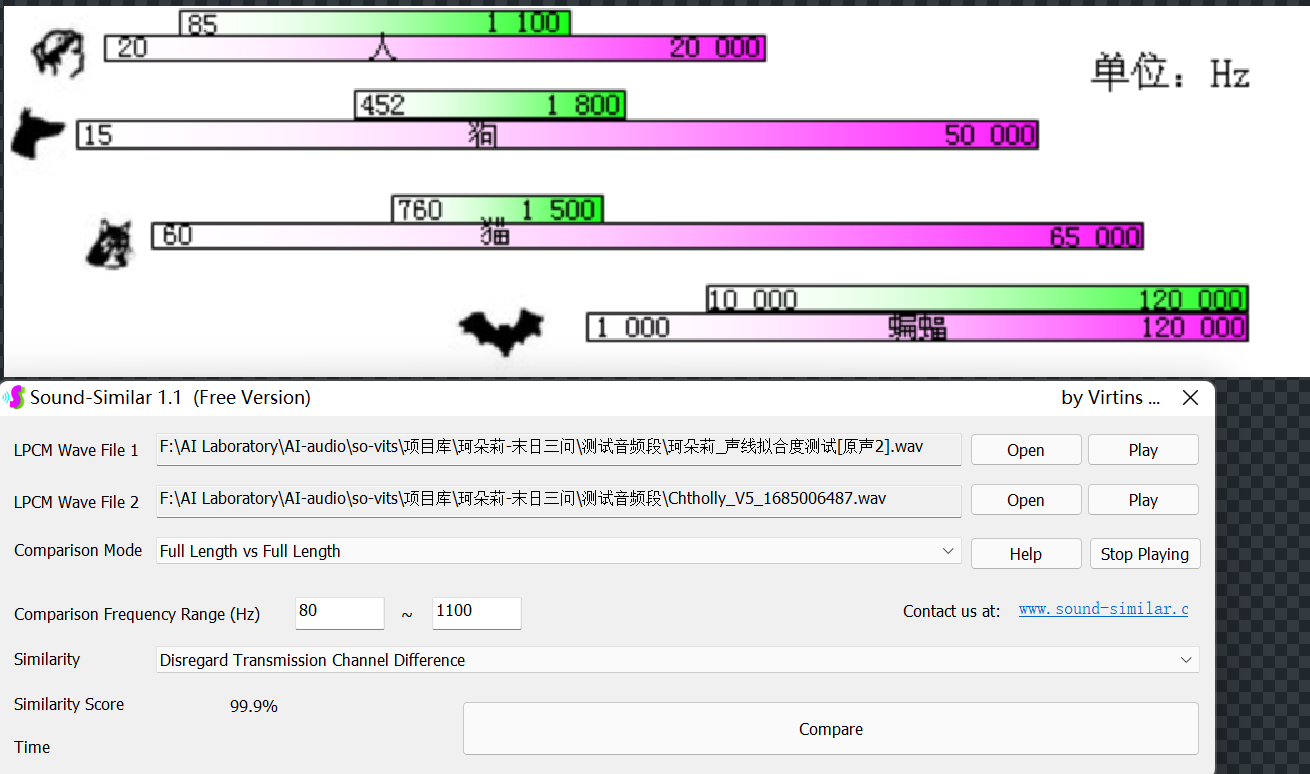 85 1 100
20 人 20 000
单位：Hz
452 1 800
15 狗 50 000
760 1 500
60 猫 65 000
10 000 120 000
1 000 蝙蝠 120 000
Sound-Similar 1.1 (Free Version) by Virtins ...
LPCM Wave File 1 F:\AI Laboratory\AI-audio\so-vits\项目库\珂朵莉-末日三问\测试音频段\珂朵莉_声线拟合度测试[原声2].wav Open Play
LPCM Wave File 2 F:\AI Laboratory\AI-audio\so-vits\项目库\珂朵莉-末日三问\测试音频段\Chtholly_V5_1685006487.wav Open Play
Comparison Mode Full Length vs Full Length Help Stop Playing
Comparison Frequency Range (Hz) 80 ~ 1100 Contact us at: www.sound-similar.c
Similarity Disregard Transmission Channel Difference
Similarity Score 99.9%
Compare
Time